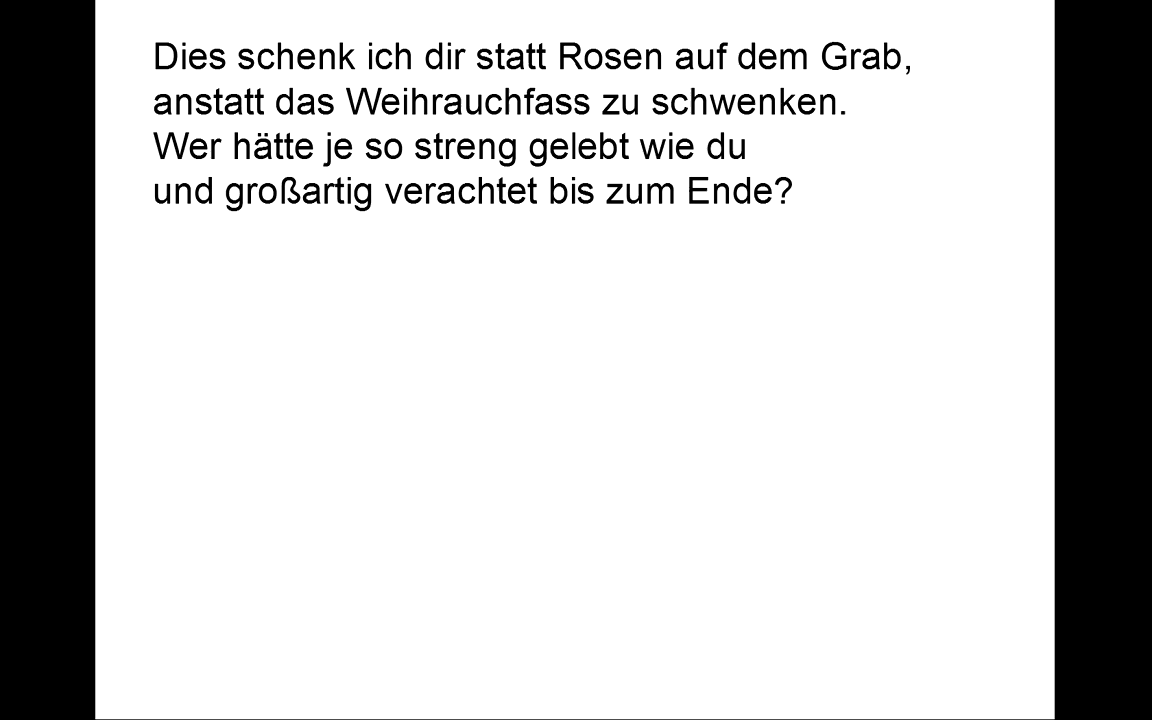 Dies schenk ich dir statt Rosen auf dem Grab,
anstatt das Weihrauchfass zu schwenken.
Wer hätte je so streng gelebt wie du
und großartig verachtet bis zum Ende?